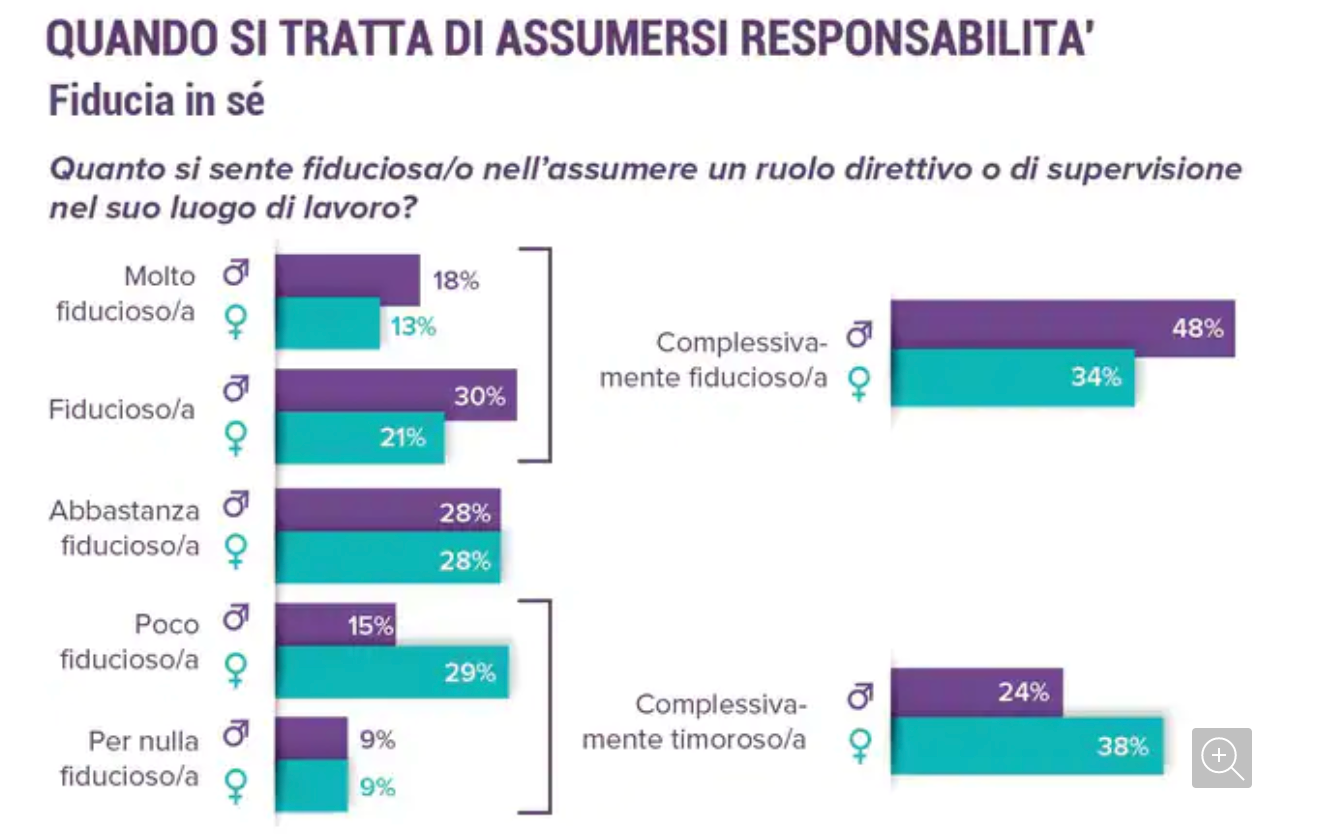 QUANDO SI TRATTA DI ASSUMERSI RESPONSABILITA'
Fiducia in sé
Quanto si sente fiduciosa/o nell'assumere un ruolo direttivo o di supervisione
nel suo luogo di lavoro?
Molto
fiducioso/a
18%
13%
Fiducioso/a
30%
21%
Abbastanza
fiducioso/a
28%
28%
Poco
fiducioso/a
15%
29%
Per nulla
fiducioso/a
9%
9%
Complessiva-
mente fiducioso/a
48%
34%
Complessiva-
mente timoroso/a
24%
38%